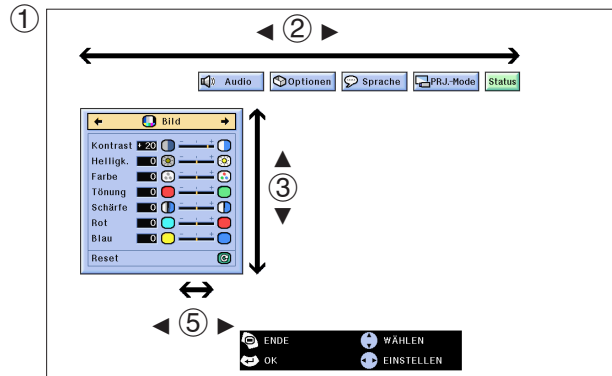 ①
◄ ② ►
Audio Optionen Sprache PRJ.-Mode Status
Bild
Kontrast + 20
Helligk. 0
Farbe 0
Tönung 0
Schärfe 0
Rot 0
Blau 0
Reset
▲
③
▼
◄ ⑤ ►
ENDE WÄHLEN
OK EINSTELLEN